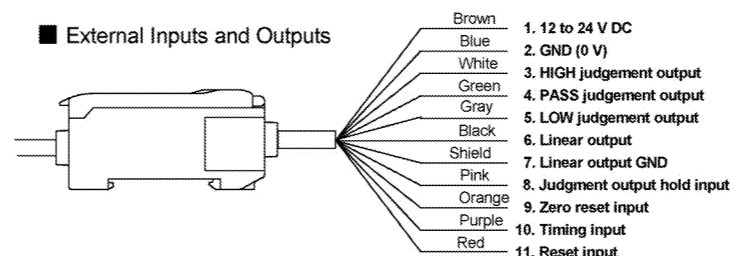 ■ External Inputs and Outputs
Brown 1. 12 to 24 V DC
Blue 2. GND (0 V)
White 3. HIGH judgement output
Green 4. PASS judgement output
Gray 5. LOW judgement output
Black 6. Linear output
Shield 7. Linear output GND
Pink 8. Judgment output hold input
Orange 9. Zero reset input
Purple 10. Timing input
Red 11. Reset input